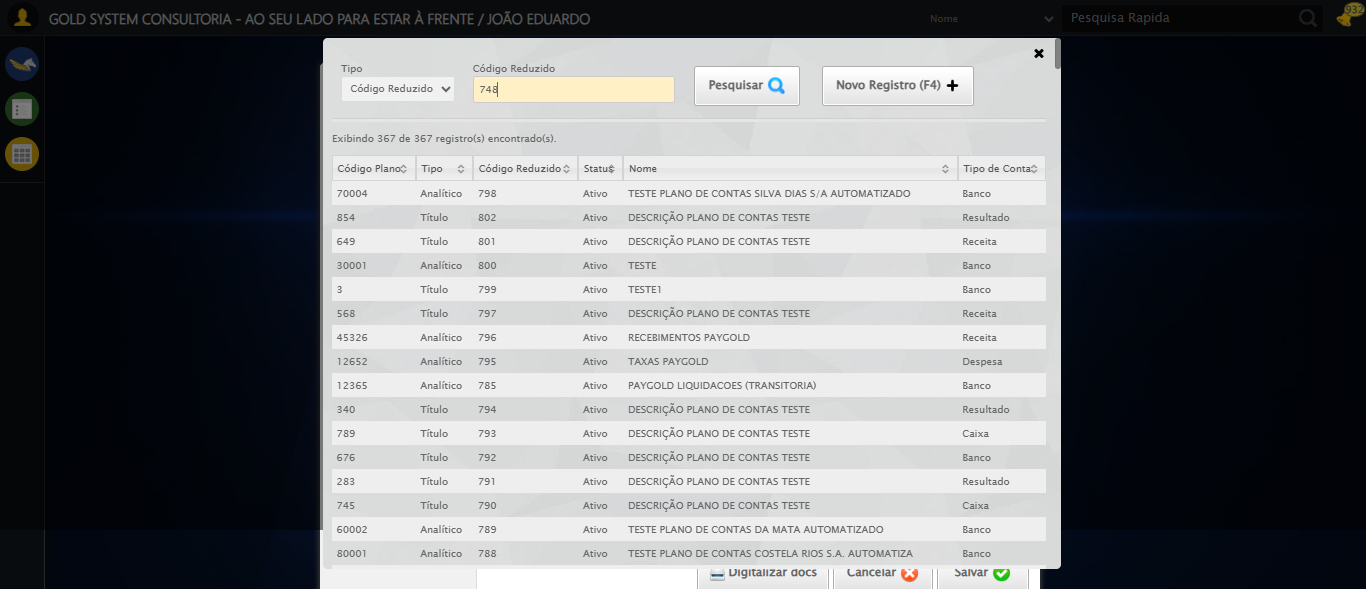 GOLD SYSTEM CONSULTORIA - AO SEU LADO PARA ESTAR À FRENTE / JOÃO EDUARDO
Nome
Pesquisa Rapida
932
Tipo
Código Reduzido
Código Reduzido
748
Pesquisar
Novo Registro (F4)
Exibindo 367 de 367 registro(s) encontrado(s).
Código Plano Tipo Código Reduzido Status Nome Tipo de Conta
70004 Analítico 798 Ativo TESTE PLANO DE CONTAS SILVA DIAS S/A AUTOMATIZADO Banco
854 Título 802 Ativo DESCRIÇÃO PLANO DE CONTAS TESTE Resultado
649 Título 801 Ativo DESCRIÇÃO PLANO DE CONTAS TESTE Receita
30001 Analítico 800 Ativo TESTE Banco
3 Título 799 Ativo TESTE1 Banco
568 Título 797 Ativo DESCRIÇÃO PLANO DE CONTAS TESTE Receita
45326 Analítico 796 Ativo RECEBIMENTOS PAYGOLD Receita
12652 Analítico 795 Ativo TAXAS PAYGOLD Despesa
12365 Analítico 785 Ativo PAYGOLD LIQUIDACOES (TRANSITORIA) Banco
340 Título 794 Ativo DESCRIÇÃO PLANO DE CONTAS TESTE Resultado
789 Título 793 Ativo DESCRIÇÃO PLANO DE CONTAS TESTE Caixa
676 Título 792 Ativo DESCRIÇÃO PLANO DE CONTAS TESTE Banco
283 Título 791 Ativo DESCRIÇÃO PLANO DE CONTAS TESTE Resultado
745 Título 790 Ativo DESCRIÇÃO PLANO DE CONTAS TESTE Caixa
60002 Analítico 789 Ativo TESTE PLANO DE CONTAS DA MATA AUTOMATIZADO Banco
80001 Analítico 788 Ativo TESTE PLANO DE CONTAS COSTELA RIOS S.A. AUTOMATIZA Banco
Digitalizar docs
Cancelar
Salvar